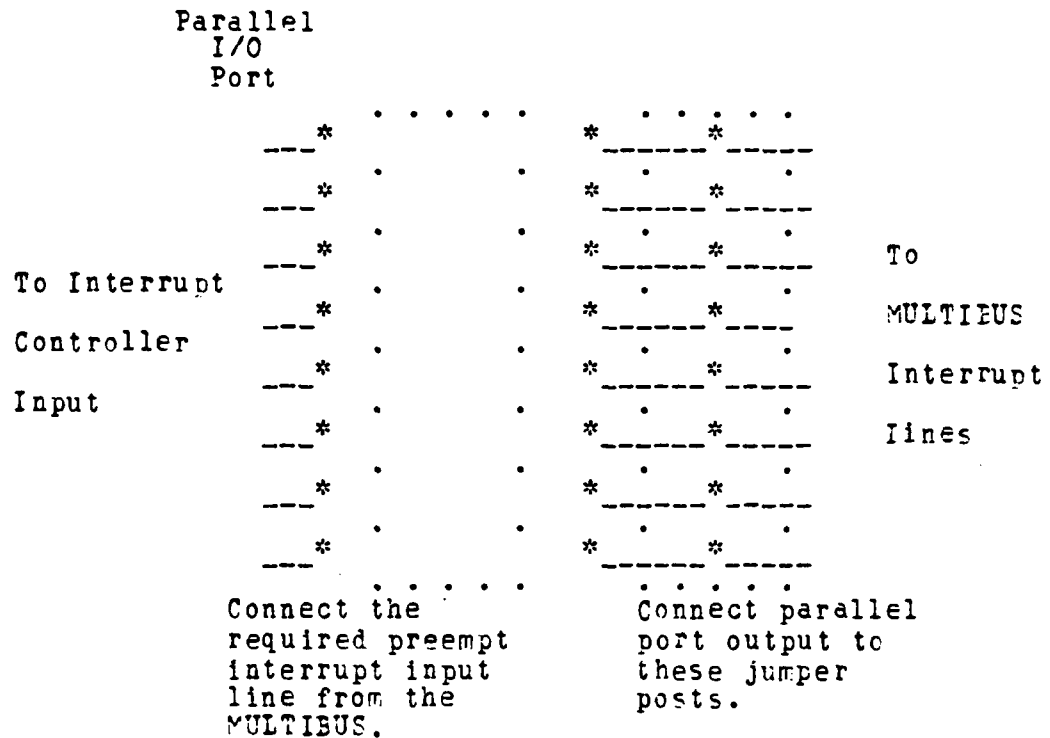 Parallel
I/O
Port
To Interrupt
Controller
Input
To
MULTIBUS
Interrupt
Lines
Connect the
required preempt
interrupt input
line from the
MULTIBUS.
Connect parallel
port output to
these jumper
posts.